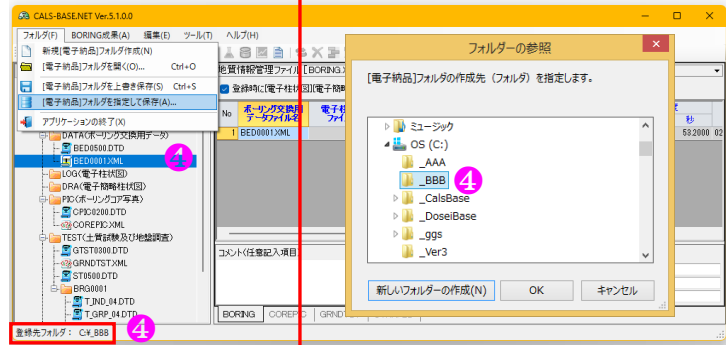 CALS-BASE.NET Ver.5.1.0.0
フォルダ(F) BORING成果(A) 編集(E) ツール(T) ヘルプ(H)
新規[電子納品]フォルダ作成(N)
[電子納品]フォルダを開く(O)... Ctrl+O
[電子納品]フォルダを上書き保存(S) Ctrl+S
[電子納品]フォルダを指定して保存(A)...
アプリケーションの終了(X)
DATA(ボーリング交換用データ)
BED0500.DTD
BED0001.XML
4
LOG(電子柱状図)
DRA(電子簡略柱状図)
PIC(ボーリングコア写真)
CPIC0200.DTD
COREPIC.XML
TEST(土質試験及び地盤調査)
GTST0300.DTD
GRNDTST.XML
ST0500.DTD
BRG0001
T_IND_04.DTD
T_GRP_04.DTD
登録先フォルダ： C:¥_BBB
4
地質情報管理ファイル[BORING.X
登録時に[電子柱状図][電子簡略
No ボーリング交換用データファイル名 電子柱
ファイ
秒
1 BED0001.XML
53.2000 02
コメント(任意記入項目)
BORING COREPIC GRNDT
フォルダーの参照
[電子納品]フォルダの作成先（フォルダ）を指定します。
ミュージック
OS (C:)
_AAA
_BBB
4
_CalsBase
_DoseiBase
_ggs
_Ver3
新しいフォルダーの作成(N) OK キャンセル